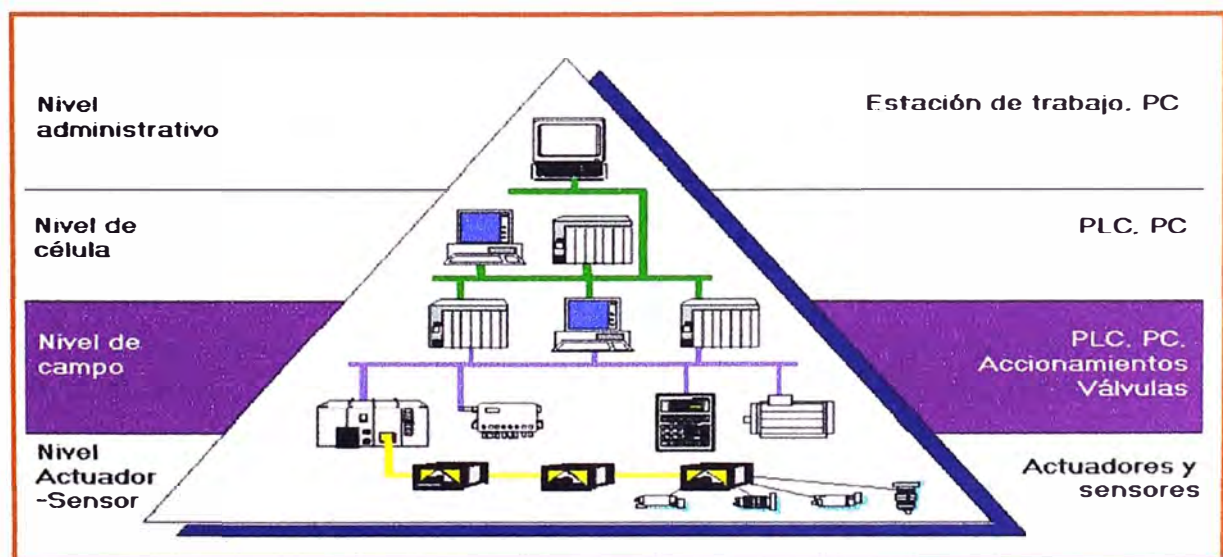 Nivel
administrativo
Estación de trabajo, PC
Nivel de
célula
PLC, PC
Nivel de
campo
PLC, PC,
Accionamientos
Válvulas
Nivel
Actuador
-Sensor
Actuadores y
sensores